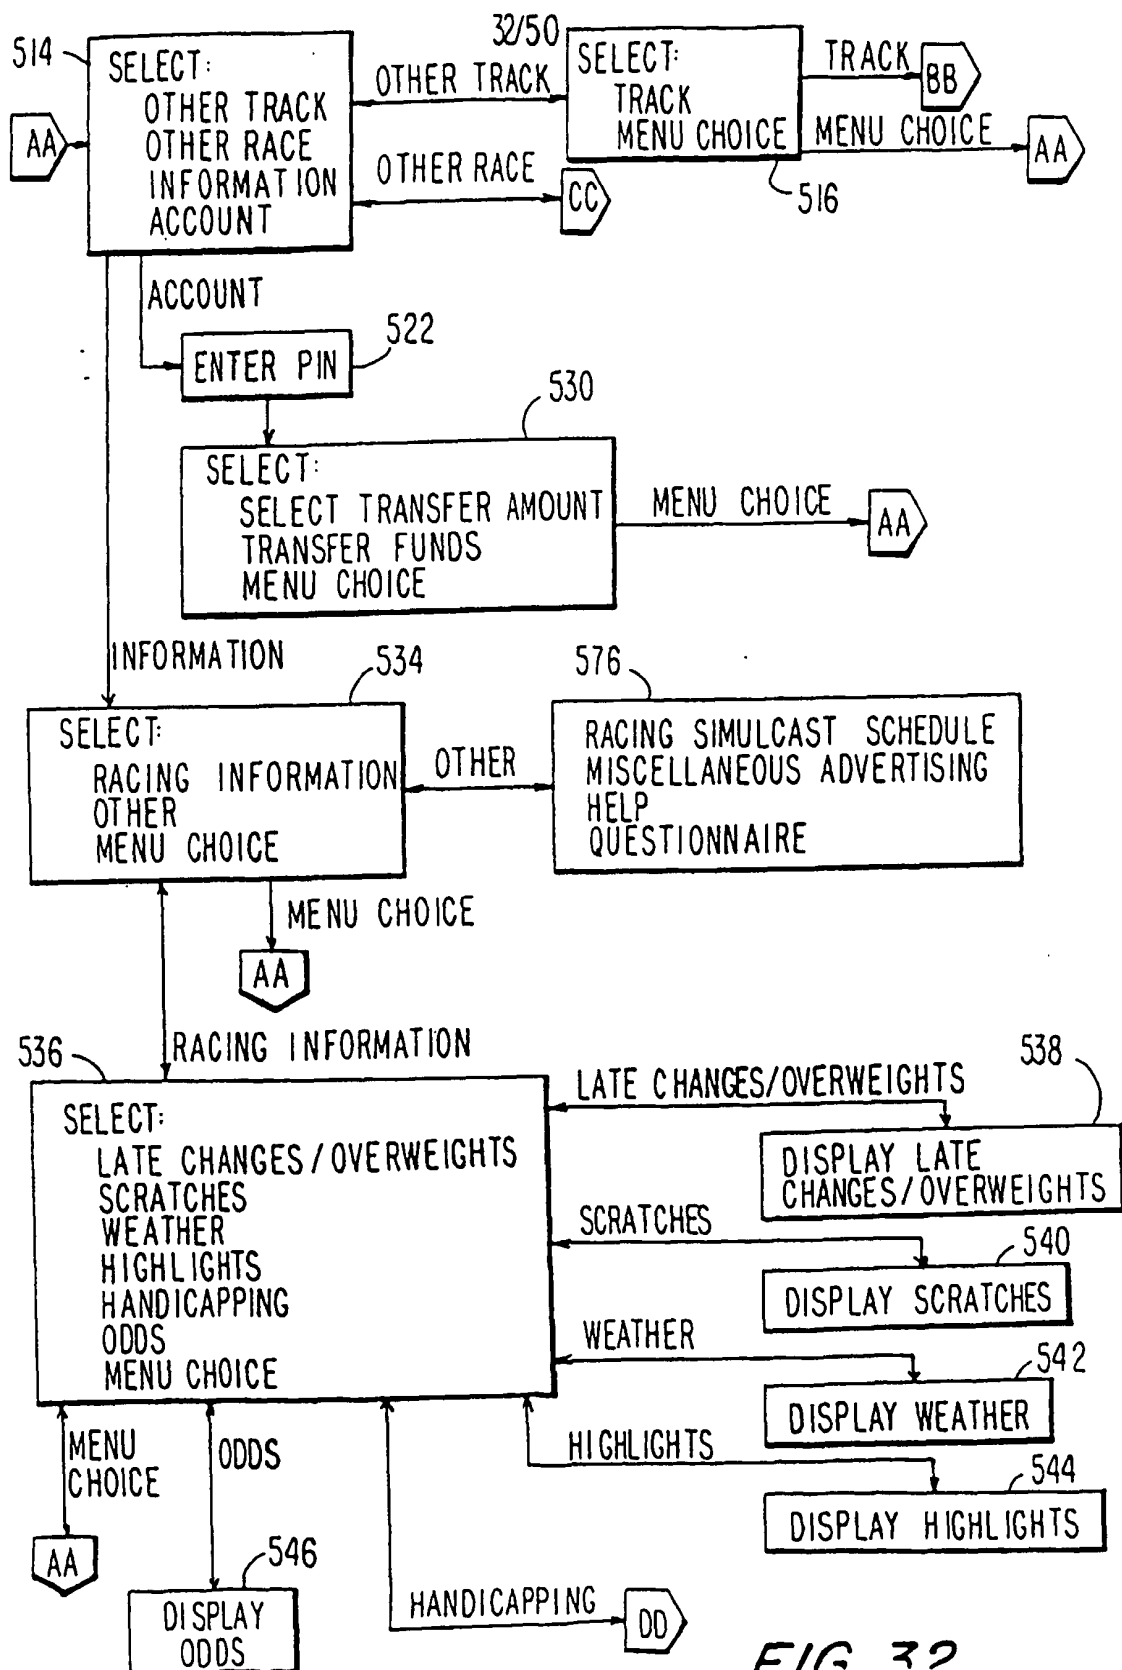 32/50
514
SELECT:
OTHER TRACK
OTHER RACE
INFORMATION
ACCOUNT
AA
OTHER TRACK
OTHER RACE
CC
SELECT:
TRACK
MENU CHOICE
516
TRACK
BB
MENU CHOICE
AA
ACCOUNT
ENTER PIN
522
530
SELECT:
SELECT TRANSFER AMOUNT
TRANSFER FUNDS
MENU CHOICE
MENU CHOICE
AA
INFORMATION
534
SELECT:
RACING INFORMATION
OTHER
MENU CHOICE
OTHER
576
RACING SIMULCAST SCHEDULE
MISCELLANEOUS ADVERTISING
HELP
QUESTIONNAIRE
MENU CHOICE
AA
RACING INFORMATION
536
SELECT:
LATE CHANGES/OVERWEIGHTS
SCRATCHES
WEATHER
HIGHLIGHTS
HANDICAPPING
ODDS
MENU CHOICE
LATE CHANGES/OVERWEIGHTS
538
DISPLAY LATE
CHANGES/OVERWEIGHTS
SCRATCHES
540
DISPLAY SCRATCHES
WEATHER
542
DISPLAY WEATHER
HIGHLIGHTS
544
DISPLAY HIGHLIGHTS
MENU
CHOICE
AA
ODDS
546
DISPLAY
ODDS
HANDICAPPING
DD
FIG. 32